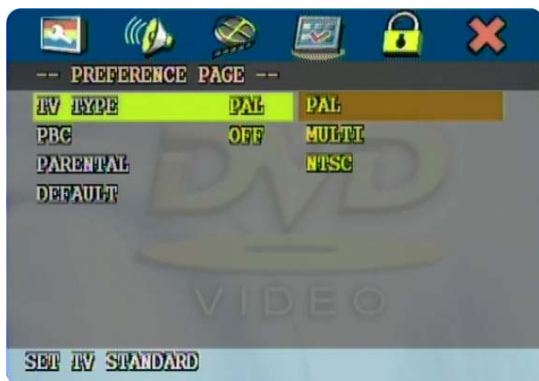 -- PREFERENCE PAGE --
TV TYPE PAL PAL
PBC OFF MULTI
PARENTAL NTSC
DEFAULT
DVD
VIDEO
SET TV STANDARD